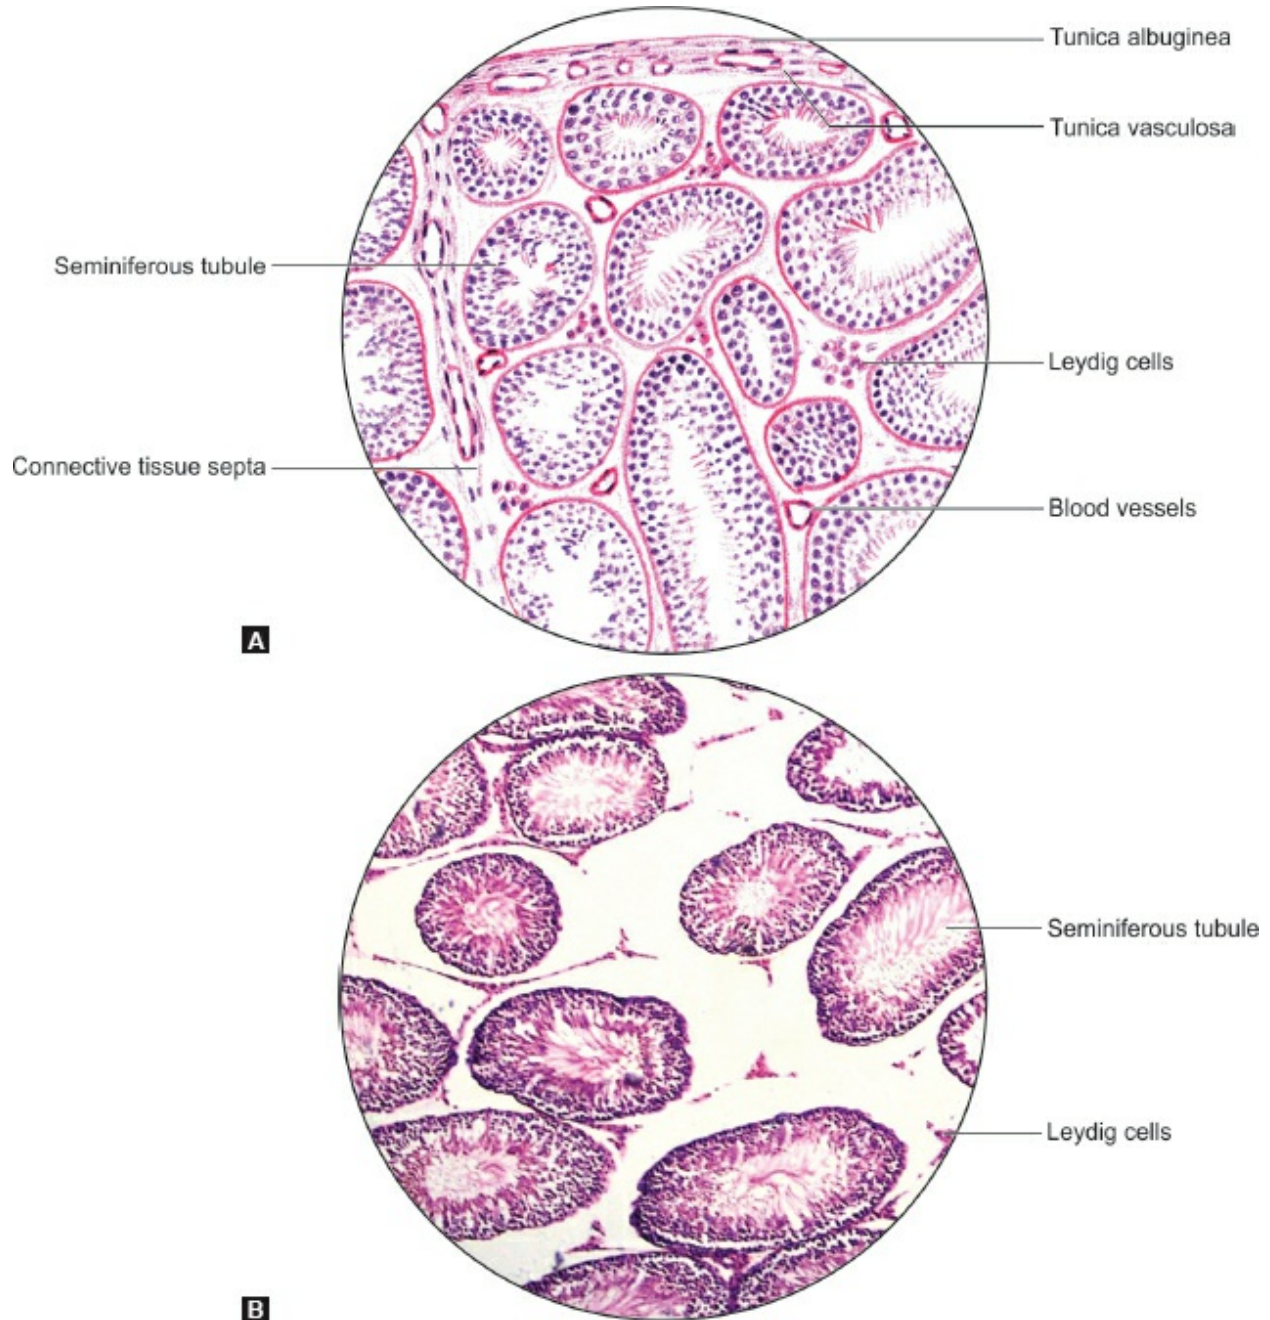 Tunica albuginea
Tunica vasculosa
Seminiferous tubule
Leydig cells
Connective tissue septa
Blood vessels
A
Seminiferous tubule
Leydig cells
B